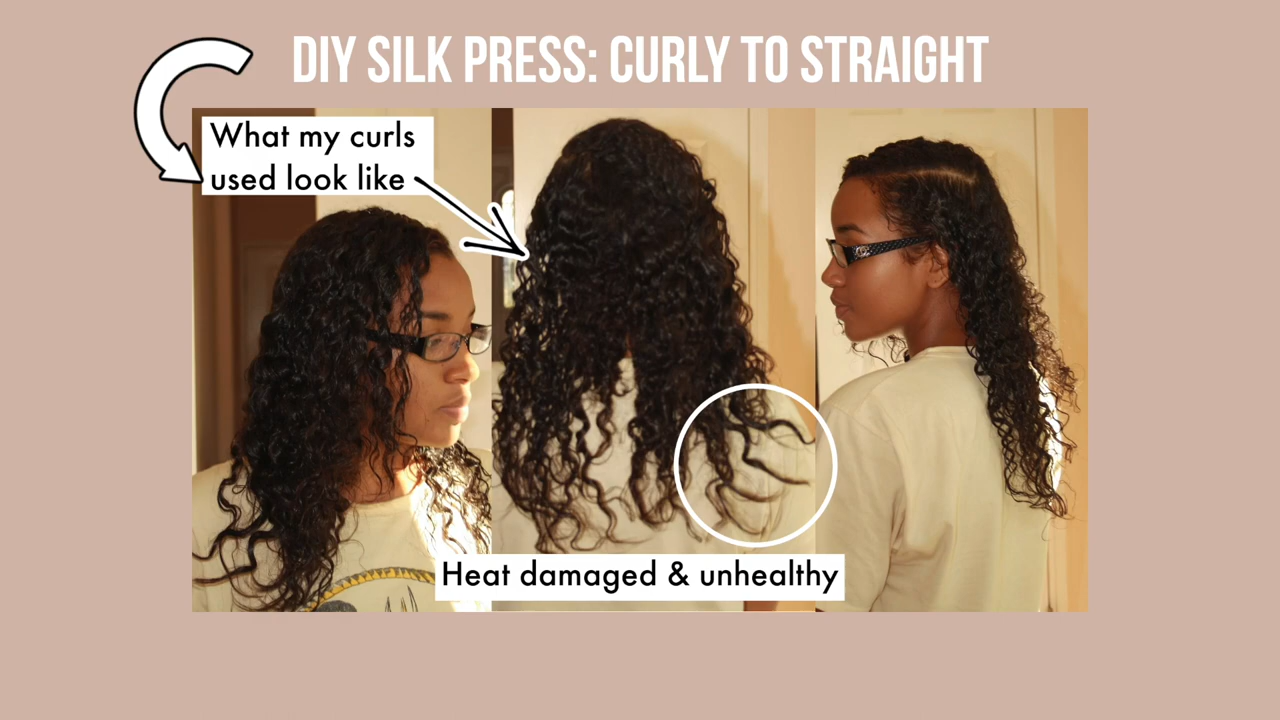 DIY SILK PRESS: CURLY TO STRAIGHT
What my curls
used look like
Heat damaged & unhealthy